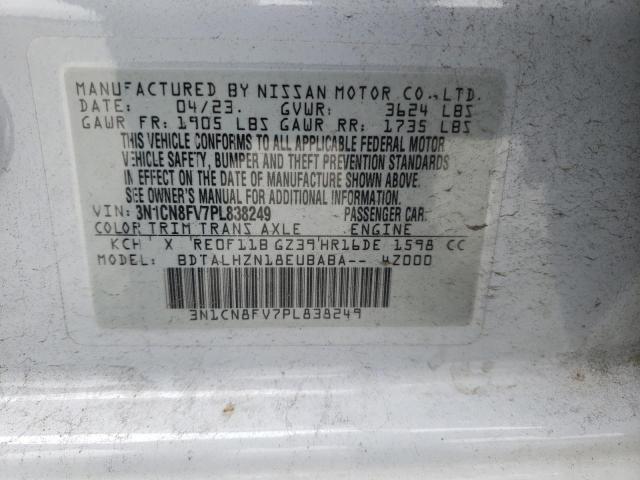 MANUFACTURED BY NISSAN MOTOR CO.,LTD.
DATE: 04/23. GVWR: 3624 LBS
GAWR FR: 1905 LBS GAWR RR: 1735 LBS
THIS VEHICLE CONFORMS TO ALL APPLICABLE FEDERAL MOTOR
VEHICLE SAFETY, BUMPER AND THEFT PREVENTION STANDARDS
IN EFFECT ON THE DATE OF MANUFACTURE SHOWN ABOVE.
SEE OWNER'S MANUAL FOR ADDITIONAL INFORMATION.
VIN: 3N1CN8FV7PL838249 PASSENGER CAR.
COLOR TRIM TRANS AXLE ENGINE
KCH X RE0F11B GZ39 HR16DE 1598 CC
BDTALHZN18EUBABA-- 4Z000
3N1CN8FV7PL838249